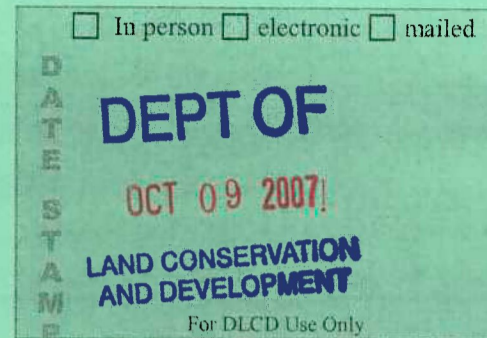 ☐ In person ☐ electronic ☐ mailed
DATE STAMP
DEPT OF
OCT 09 2007
LAND CONSERVATION
AND DEVELOPMENT
For DLCD Use Only